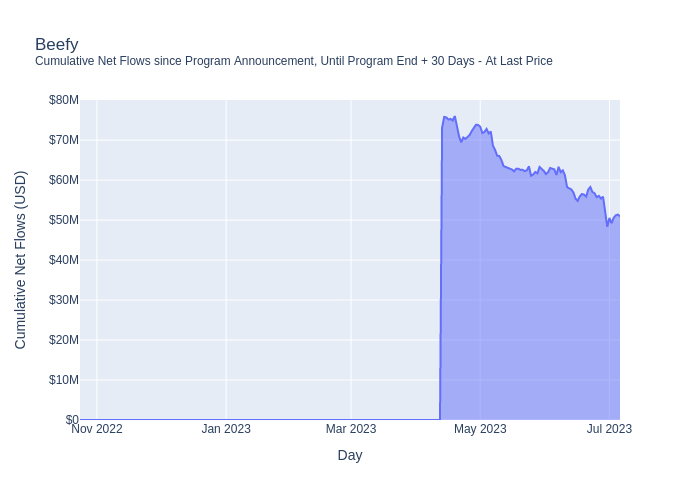 Beefy
Cumulative Net Flows since Program Announcement, Until Program End + 30 Days - At Last Price
Cumulative Net Flows (USD)
$80M
$70M
$60M
$50M
$40M
$30M
$20M
$10M
$0
Nov 2022
Jan 2023
Mar 2023
May 2023
Jul 2023
Day